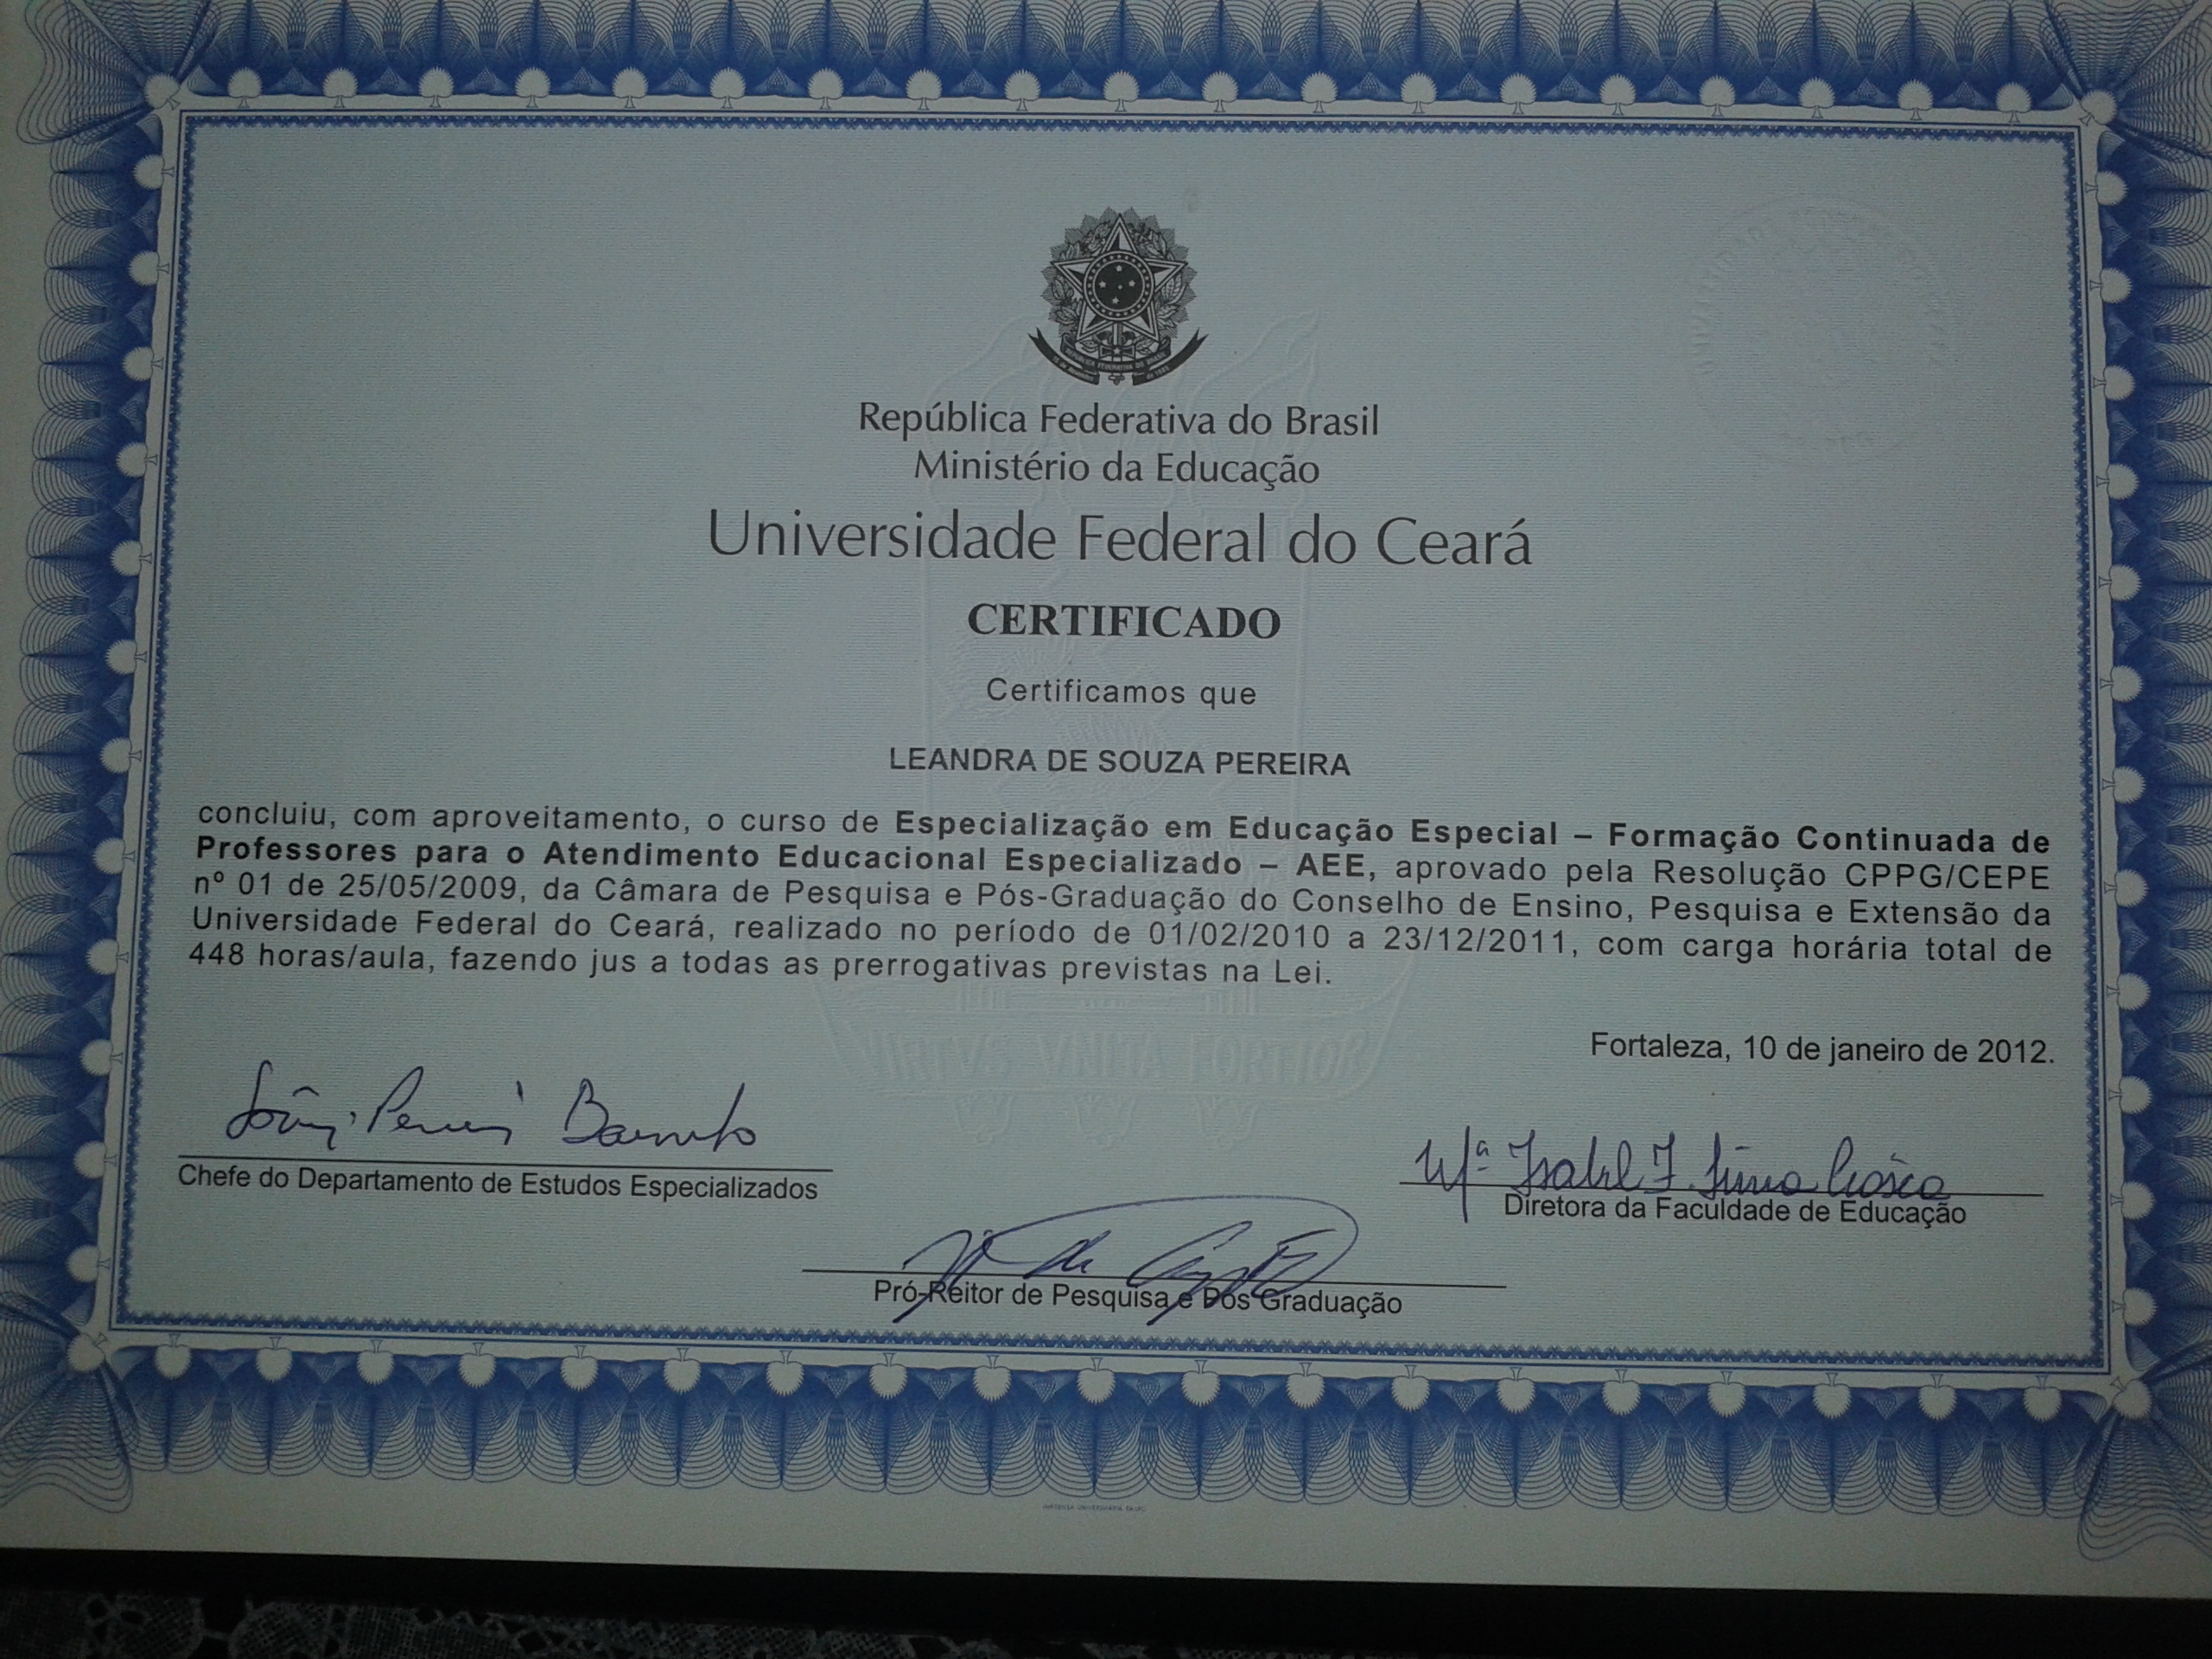 República Federativa do Brasil
Ministério da Educação
Universidade Federal do Ceará
CERTIFICADO
Certificamos que
LEANDRA DE SOUZA PEREIRA
concluiu, com aproveitamento, o curso de Especialização em Educação Especial – Formação Continuada de
Professores para o Atendimento Educacional Especializado – AEE, aprovado pela Resolução CPPG/CEPE
nº 01 de 25/05/2009, da Câmara de Pesquisa e Pós-Graduação do Conselho de Ensino, Pesquisa e Extensão da
Universidade Federal do Ceará, realizado no período de 01/02/2010 a 23/12/2011, com carga horária total de
448 horas/aula, fazendo jus a todas as prerrogativas previstas na Lei.
VIRTVS VNITA FORTIOR
Fortaleza, 10 de janeiro de 2012.
Chefe do Departamento de Estudos Especializados
Mª Isabel
Diretora da Faculdade de Educação
Pró-Reitor de Pesquisa e Pós Graduação